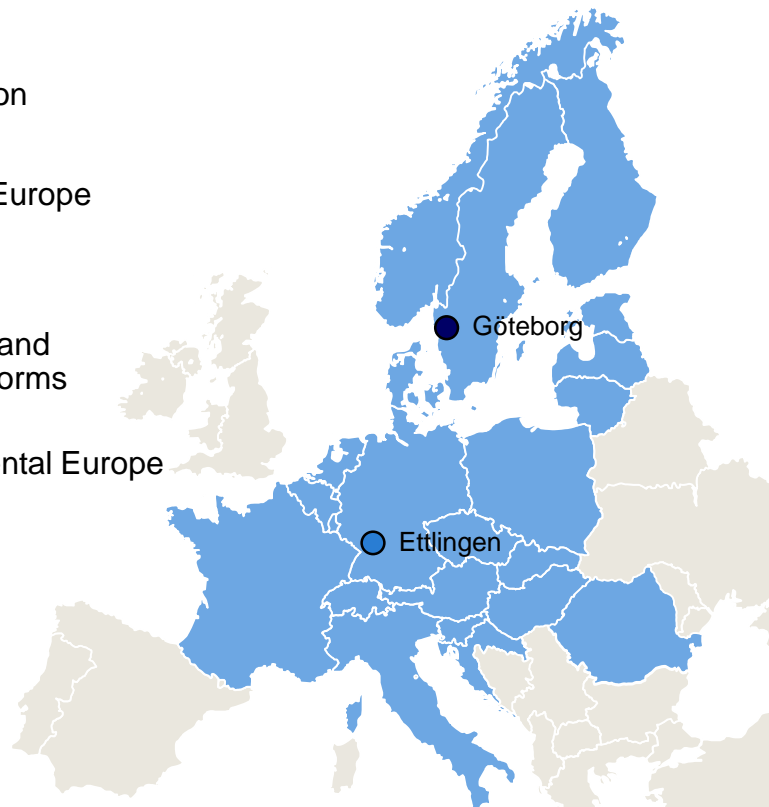 on
Europe
Göteborg
and
orms
ntal Europe
Ettlingen